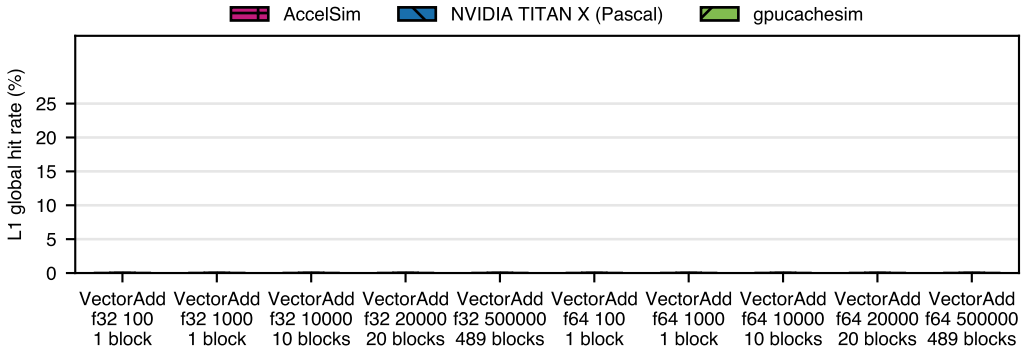 AccelSim NVIDIA TITAN X (Pascal) gpucachesim
L1 global hit rate (%)
25
20
15
10
5
0
VectorAdd VectorAdd VectorAdd VectorAdd VectorAdd VectorAdd VectorAdd VectorAdd VectorAdd VectorAdd
f32 100 f32 1000 f32 10000 f32 20000 f32 500000 f64 100 f64 1000 f64 10000 f64 20000 f64 500000
1 block 1 block 10 blocks 20 blocks 489 blocks 1 block 1 block 10 blocks 20 blocks 489 blocks